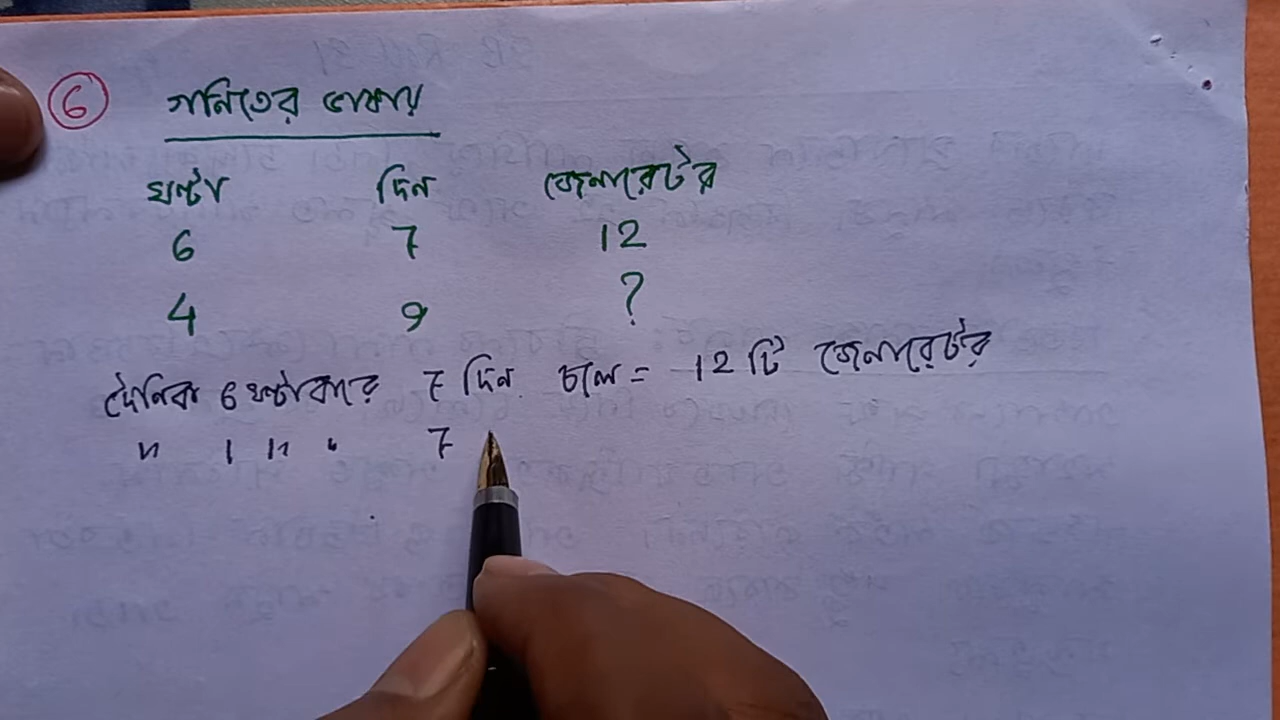 6 গনিতের ভাষায়
ঘন্টা দিন জেনারেটর
6 7 12
4 9 ?
দৈনিক 6 ঘন্টাকরে 7 দিন চলে = 12 টি জেনারেটর
" 1 " " 7